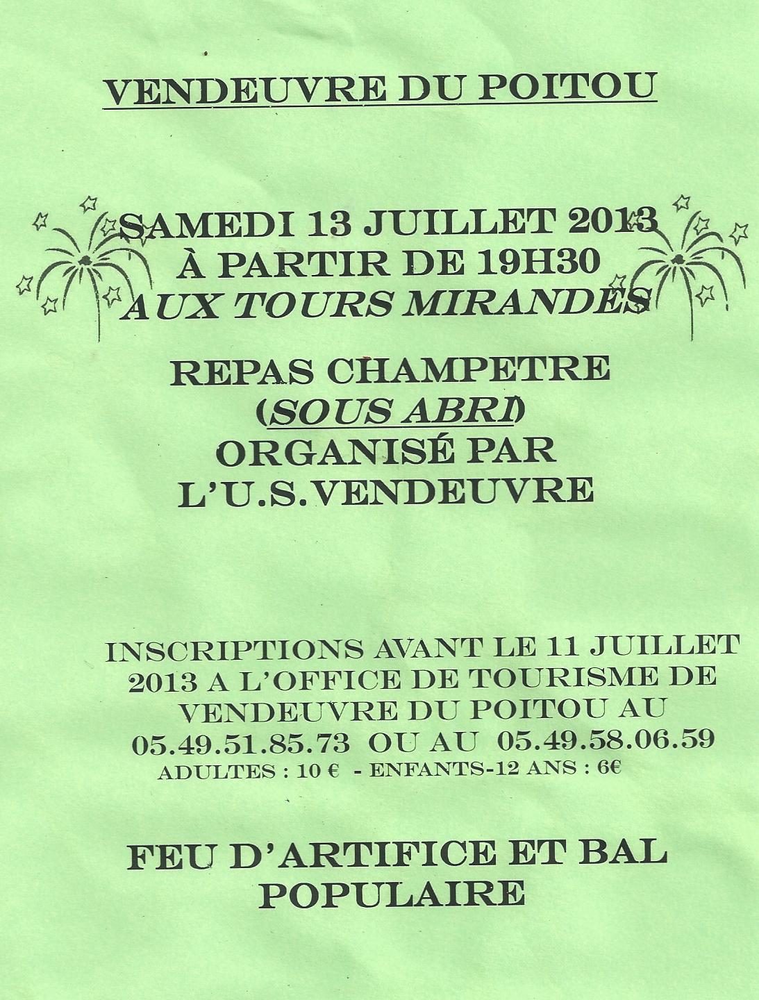 VENDEUVRE DU POITOU
SAMEDI 13 JUILLET 2013
À PARTIR DE 19H30
AUX TOURS MIRANDES
REPAS CHAMPETRE
(SOUS ABRI)
ORGANISÉ PAR
L'U.S.VENDEUVRE
INSCRIPTIONS AVANT LE 11 JUILLET
2013 A L'OFFICE DE TOURISME DE
VENDEUVRE DU POITOU AU
05.49.51.85.73 OU AU 05.49.58.06.59
ADULTES : 10 € - ENFANTS-12 ANS : 6€
FEU D'ARTIFICE ET BAL
POPULAIRE